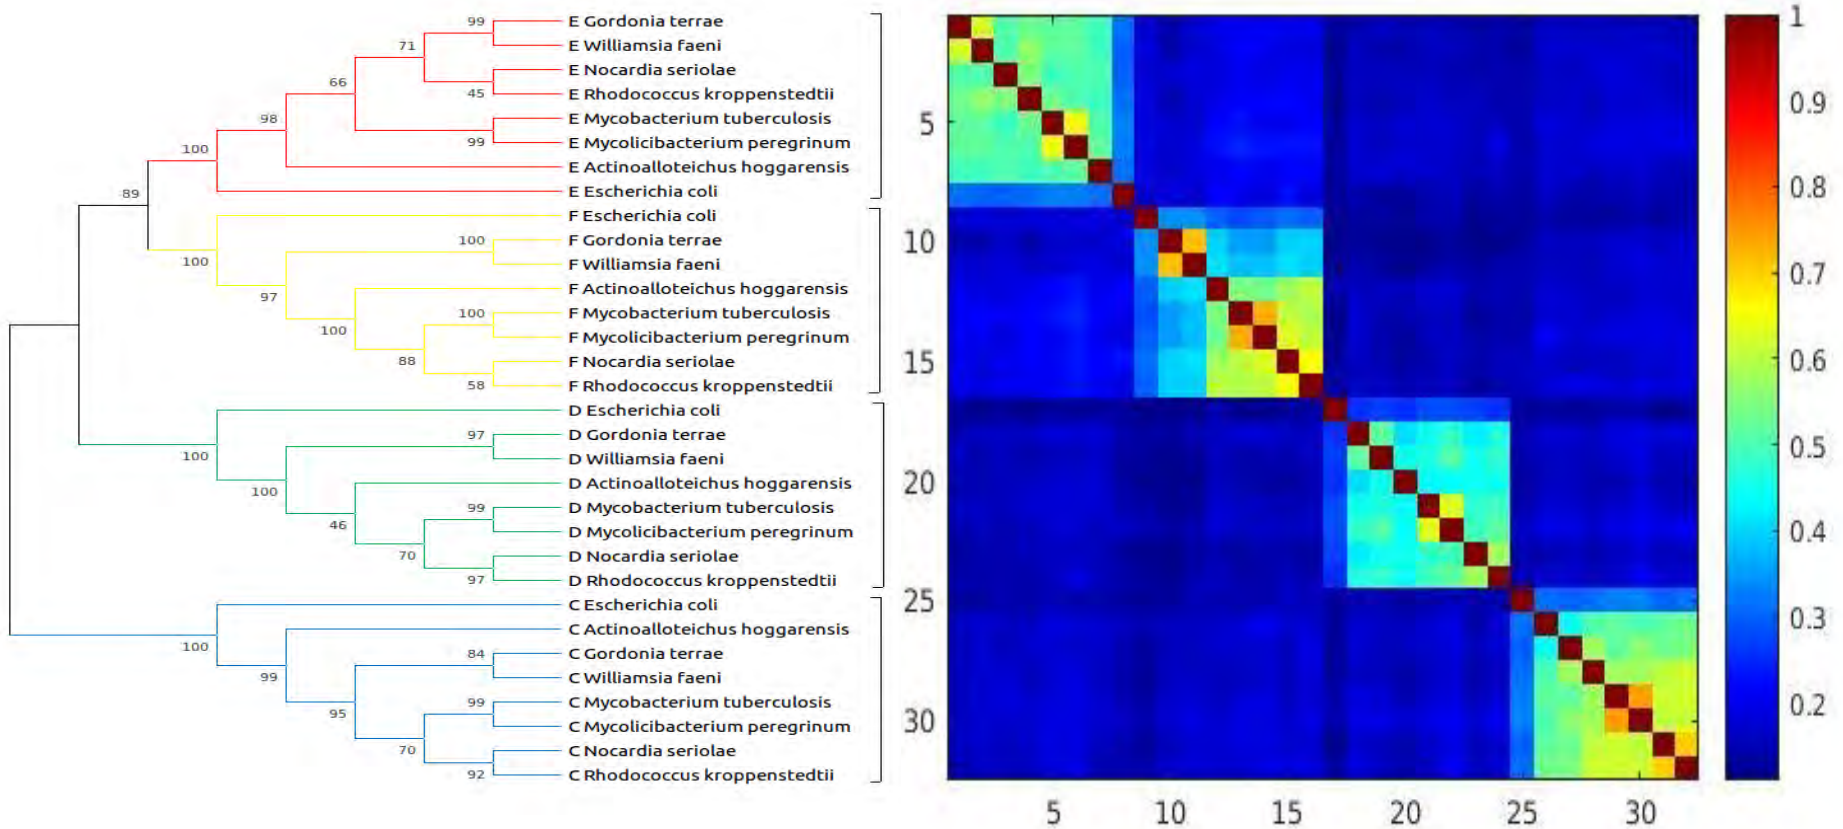 E Gordonia terrae
E Williamsia faeni
E Nocardia seriolae
E Rhodococcus kroppenstedtii
E Mycobacterium tuberculosis
E Mycolicibacterium peregrinum
E Actinoalloteichus hoggarensis
E Escherichia coli
F Escherichia coli
F Gordonia terrae
F Williamsia faeni
F Actinoalloteichus hoggarensis
F Mycobacterium tuberculosis
F Mycolicibacterium peregrinum
F Nocardia seriolae
F Rhodococcus kroppenstedtii
D Escherichia coli
D Gordonia terrae
D Williamsia faeni
D Actinoalloteichus hoggarensis
D Mycobacterium tuberculosis
D Mycolicibacterium peregrinum
D Nocardia seriolae
D Rhodococcus kroppenstedtii
C Escherichia coli
C Actinoalloteichus hoggarensis
C Gordonia terrae
C Williamsia faeni
C Mycobacterium tuberculosis
C Mycolicibacterium peregrinum
C Nocardia seriolae
C Rhodococcus kroppenstedtii
99
71
45
66
99
98
100
89
100
100
97
100
100
88
58
97
100
100
99
46
70
97
100
84
99
99
95
70
92
5
10
15
20
25
30
5
10
15
20
25
30
1
0.9
0.8
0.7
0.6
0.5
0.4
0.3
0.2